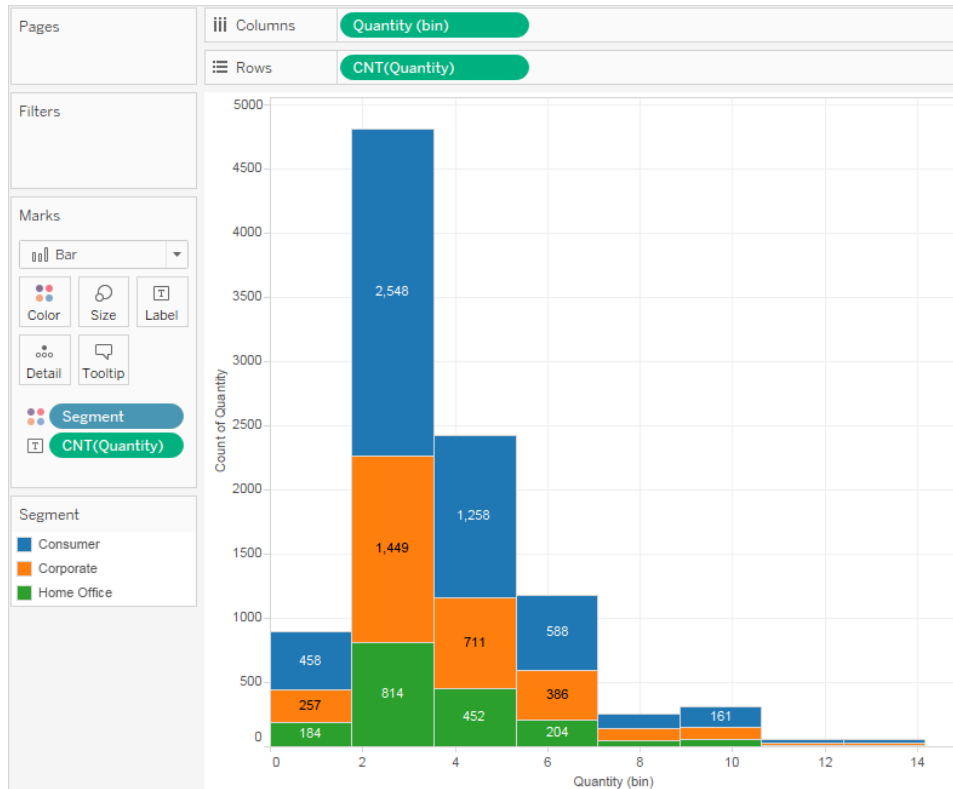 Pages
Columns
Quantity (bin)
Rows
CNT(Quantity)
Filters
Marks
Bar
Color
Size
Label
Detail
Tooltip
Segment
CNT(Quantity)
Segment
Consumer
Corporate
Home Office
5000
4500
4000
3500
3000
2500
2000
1500
1000
500
0
Count of Quantity
2,548
1,449
814
1,258
711
452
588
386
204
458
257
184
161
0 2 4 6 8 10 12 14
Quantity (bin)